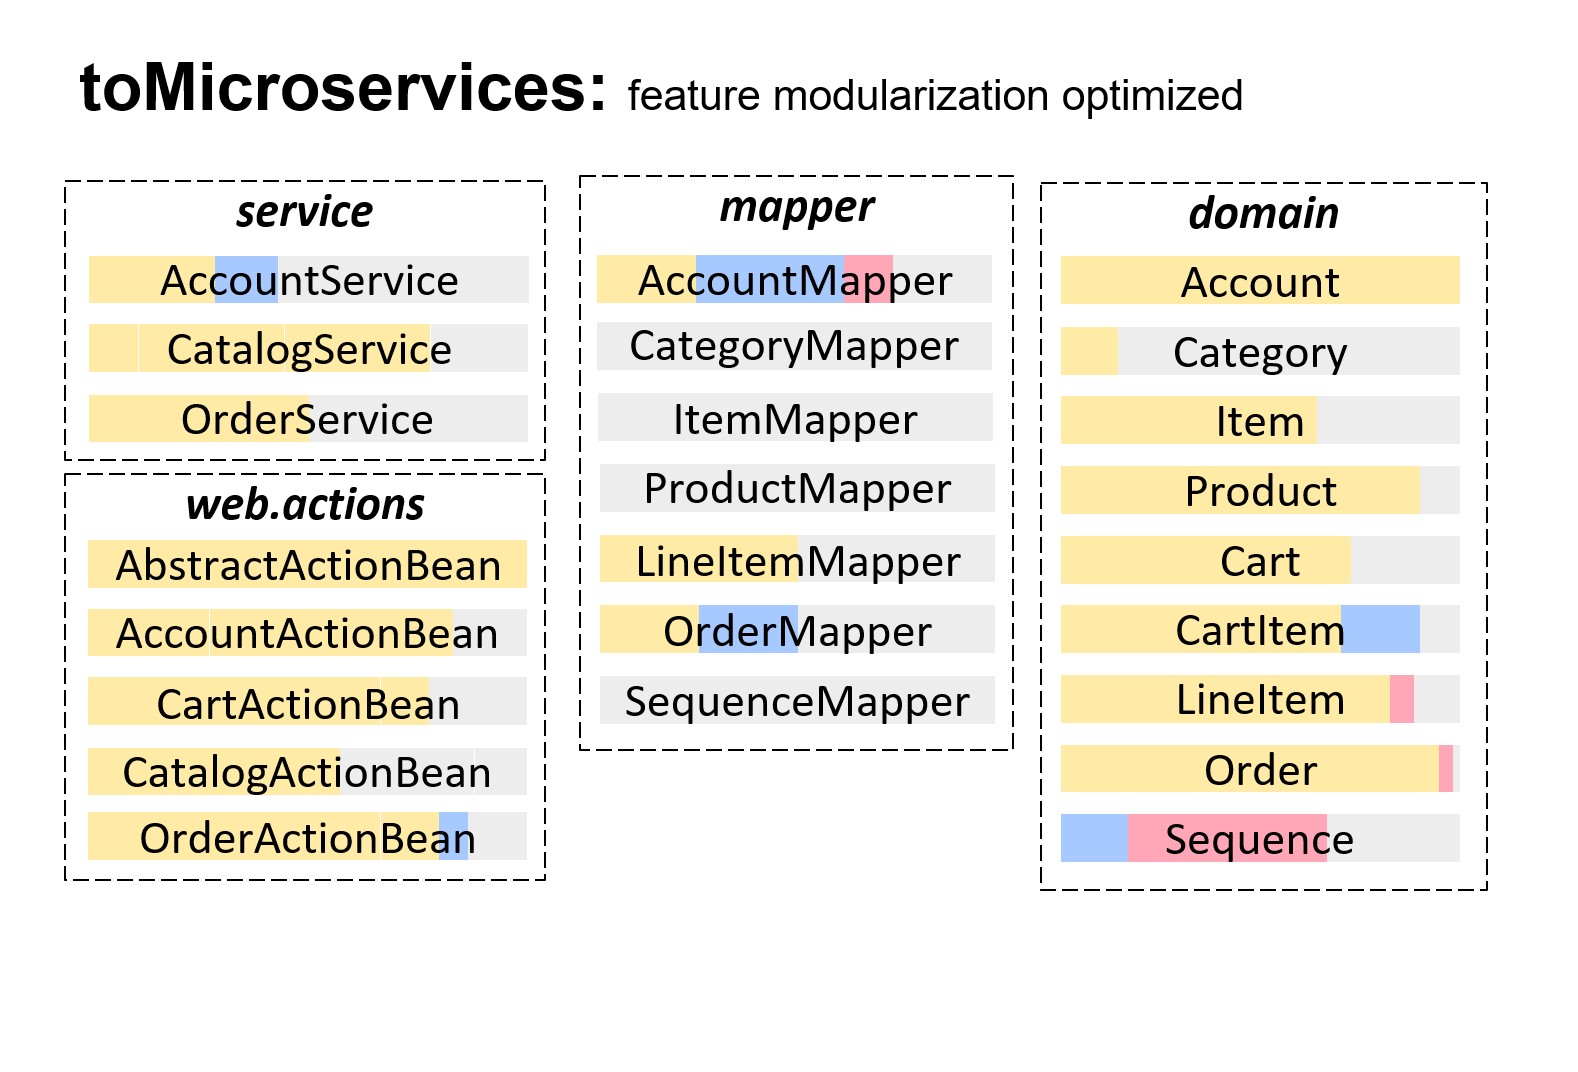 toMicroservices: feature modularization optimized
service
AccountService
CatalogService
OrderService
web.actions
AbstractActionBean
AccountActionBean
CartActionBean
CatalogActionBean
OrderActionBean
mapper
AccountMapper
CategoryMapper
ItemMapper
ProductMapper
LineItemMapper
OrderMapper
SequenceMapper
domain
Account
Category
Item
Product
Cart
CartItem
LineItem
Order
Sequence